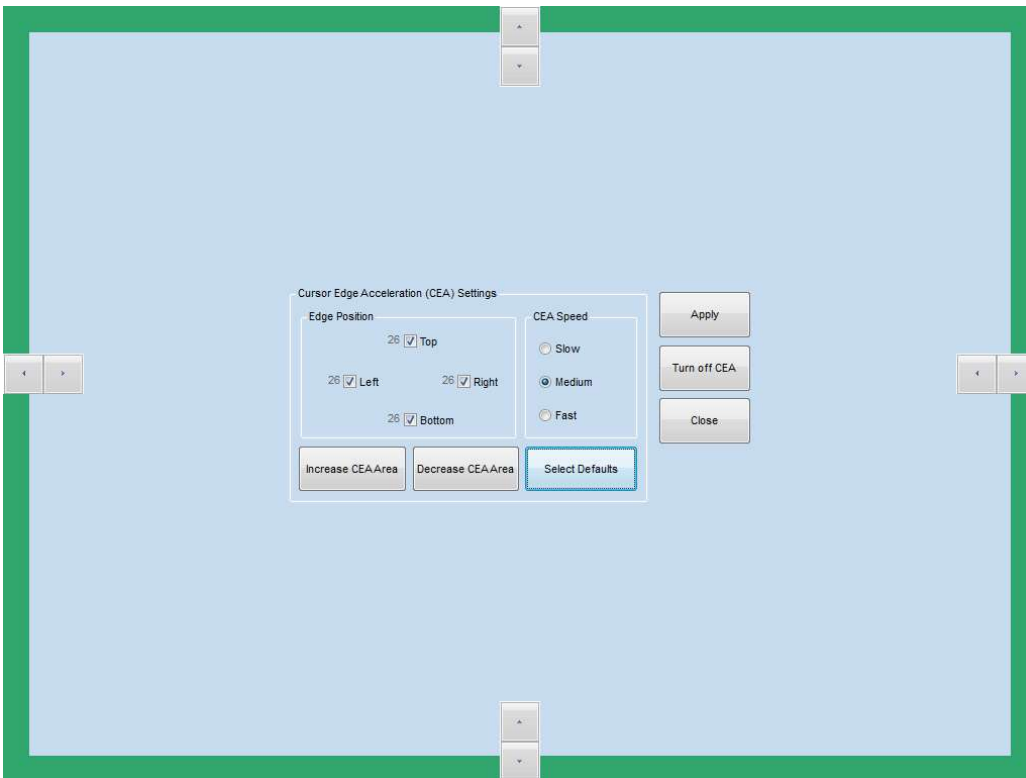 Cursor Edge Acceleration (CEA) Settings
Edge Position
26 Top
26 Left
26 Right
26 Bottom
CEA Speed
Slow
Medium
Fast
Increase CEA Area
Decrease CEA Area
Select Defaults
Apply
Turn off CEA
Close